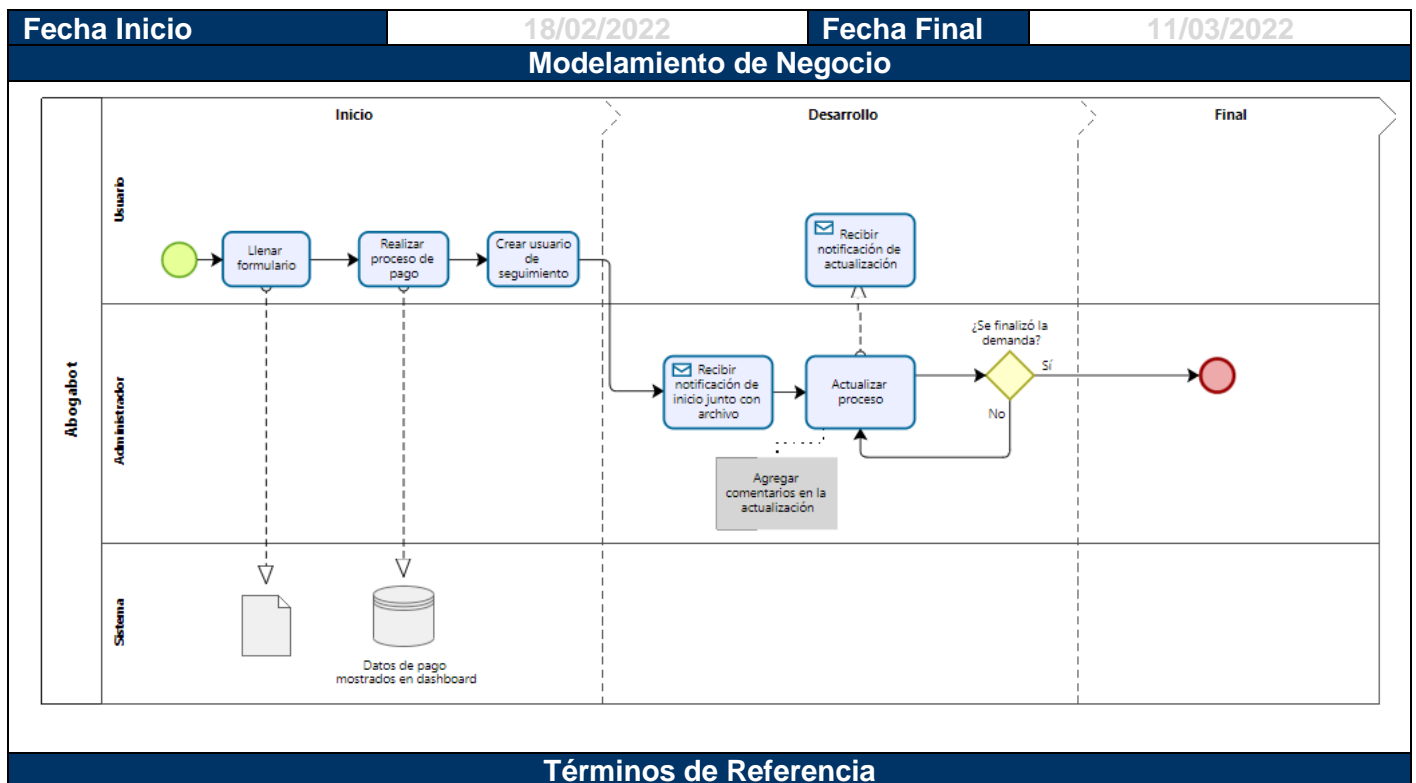 Fecha Inicio
18/02/2022
Fecha Final
11/03/2022
Modelamiento de Negocio
Inicio
Desarrollo
Final
Abogabot
Usuario
Llenar
formulario
Realizar
proceso de
pago
Crear usuario
de
seguimiento
Recibir
notificación de
actualización
Administrador
Recibir
notificación de
inicio junto con
archivo
Actualizar
proceso
¿Se finalizó la
demanda?
Sí
No
Agregar
comentarios en la
actualización
Sistema
Datos de pago
mostrados en dashboard
Términos de Referencia